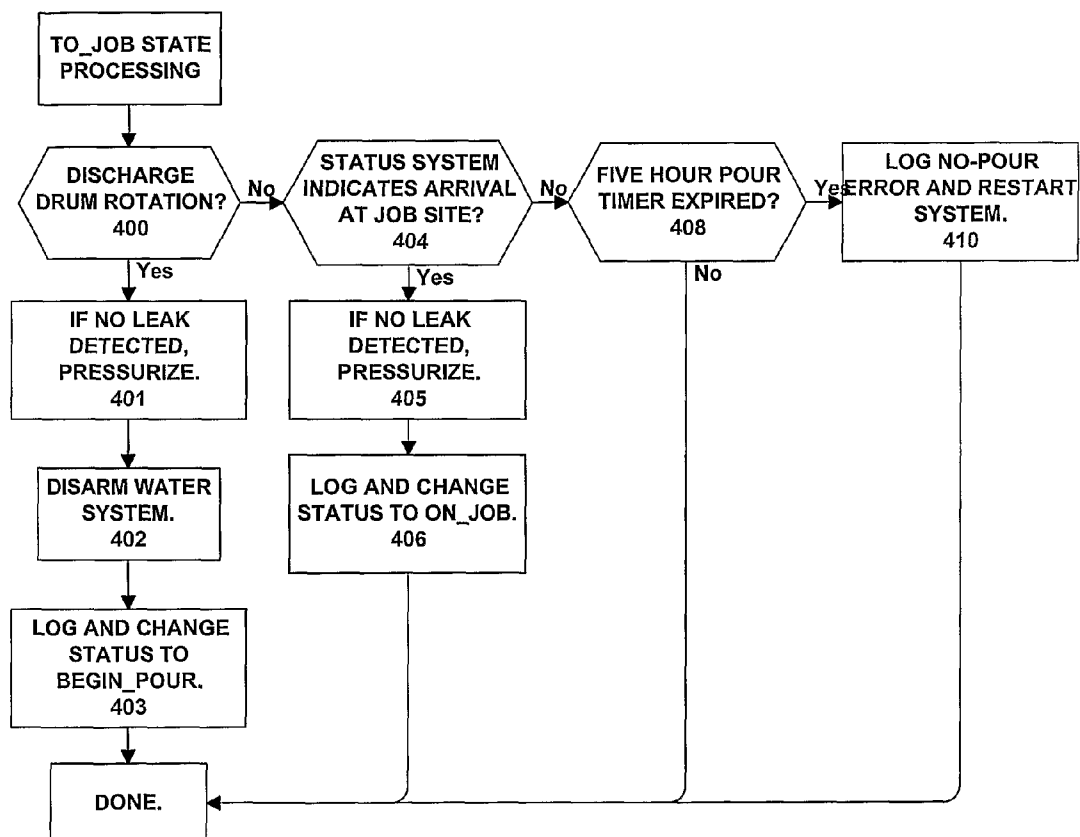 TO_JOB STATE
PROCESSING
DISCHARGE
DRUM ROTATION?
400
No
STATUS SYSTEM
INDICATES ARRIVAL
AT JOB SITE?
404
No
FIVE HOUR POUR
TIMER EXPIRED?
408
Yes
LOG NO-POUR
ERROR AND RESTART
SYSTEM.
410
Yes
Yes
No
IF NO LEAK
DETECTED,
PRESSURIZE.
401
IF NO LEAK
DETECTED,
PRESSURIZE.
405
DISARM WATER
SYSTEM.
402
LOG AND CHANGE
STATUS TO ON_JOB.
406
LOG AND CHANGE
STATUS TO
BEGIN_POUR.
403
DONE.